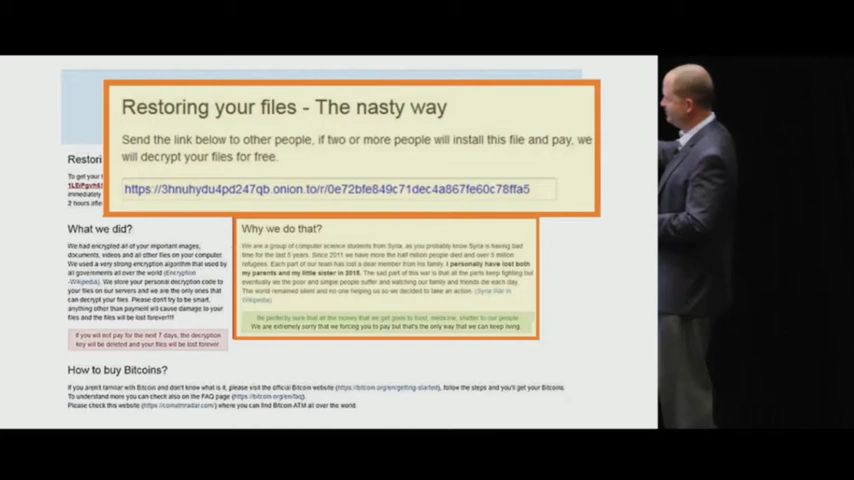 Restoring your files - The nasty way
Send the link below to other people, if two or more people will install this file and pay, we
will decrypt your files for free.
https://3hnuhydu4pd247qb.onion.to/r/0e72bfe849c71dec4a867fe60c78ffa5
Restori
To get your
immediately
2 hours after
What we did?
We had encrypted all of your important images,
documents, videos and all other files on your computer
We used a very strong encryption algorithm that used by
all governments all over the world (Encryption
-Wikipedia). We store your personal decryption code to
your files on our servers and we are the only ones that
can decrypt your files. Please don't try to be smart,
anything other than payment will cause damage to your
files and the files will be lost forever!!!!
If you will not pay for the next 7 days, the decryption
key will be deleted and your files will be lost forever.
Why we do that?
We are a group of computer science students from Syria, as you probably know Syria is having bad
time for the last 5 years. Since 2011 we have more the half million people died and over 5 million
refugees. Each part of our team has lost a dear member from his family. I personally have lost both
my parents and my little sister in 2015. The sad part of this war is that all the parts keep fighting but
eventually we the poor and simple people suffer and watching our family and friends die each day.
The world remained silent and no one helping us so we decided to take an action. (Syria War in
Wikipedia)
Be perfectly sure that all the money that we get goes to food, medicine, shelter to our people.
We are extremely sorry that we forcing you to pay but that's the only way that we can keep living.
How to buy Bitcoins?
If you aren't familiar with Bitcoin and don't know what is it, please visit the official Bitcoin website (https://bitcoin.org/en/getting-started), follow the steps and you'll get your Bitcoins.
To understand more you can check also on the FAQ page (https://bitcoin.org/en/faq).
Please check this website (https://coinatmradar.com/) where you can find Bitcoin ATM all over the world.